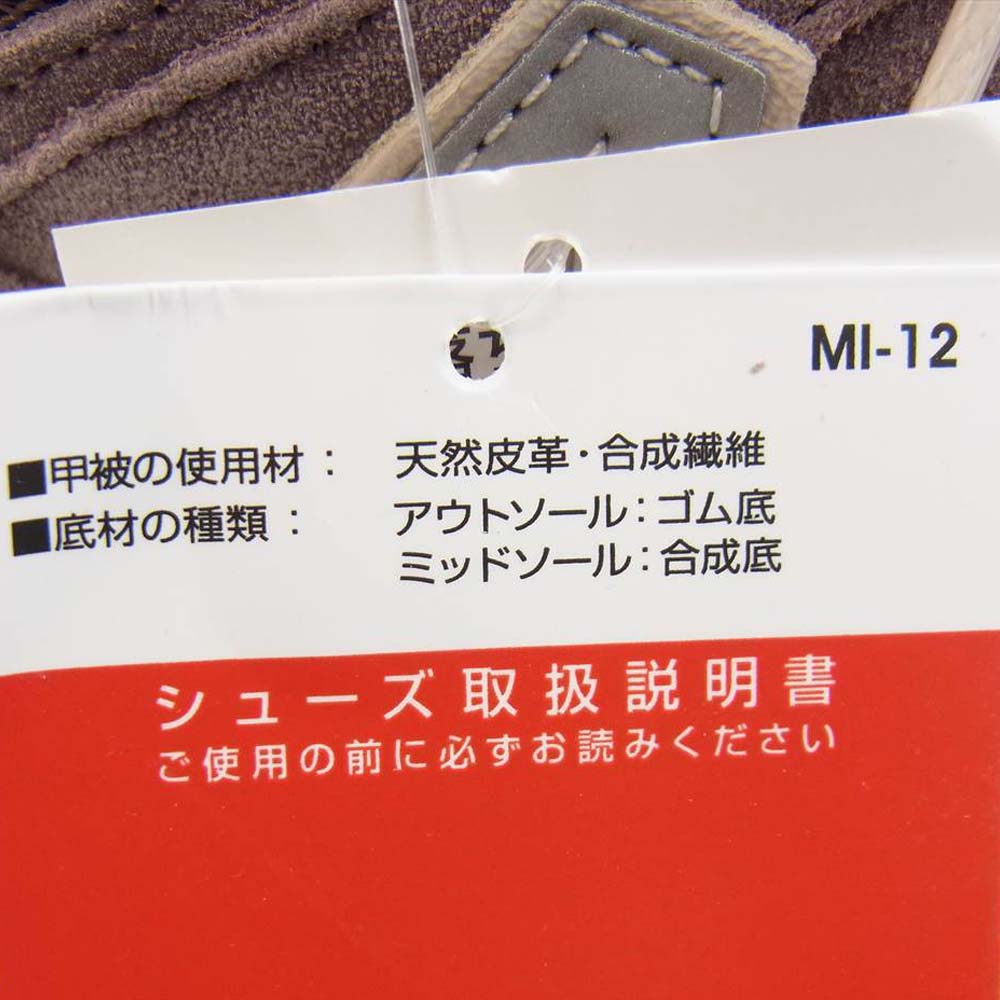 MI-12
■甲被の使用材： 天然皮革・合成繊維
■底材の種類： アウトソール：ゴム底
ミッドソール：合成底
シューズ取扱説明書
ご使用の前に必ずお読みください